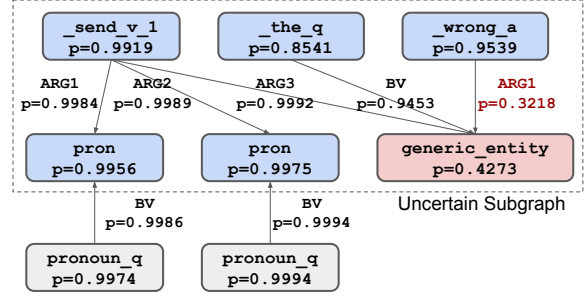 _send_v_1
p=0.9919
_the_q
p=0.8541
_wrong_a
p=0.9539
ARG1
p=0.9984
ARG2
p=0.9989
ARG3
p=0.9992
BV
p=0.9453
ARG1
p=0.3218
pron
p=0.9956
pron
p=0.9975
generic_entity
p=0.4273
Uncertain Subgraph
BV
p=0.9986
BV
p=0.9994
pronoun_q
p=0.9974
pronoun_q
p=0.9994